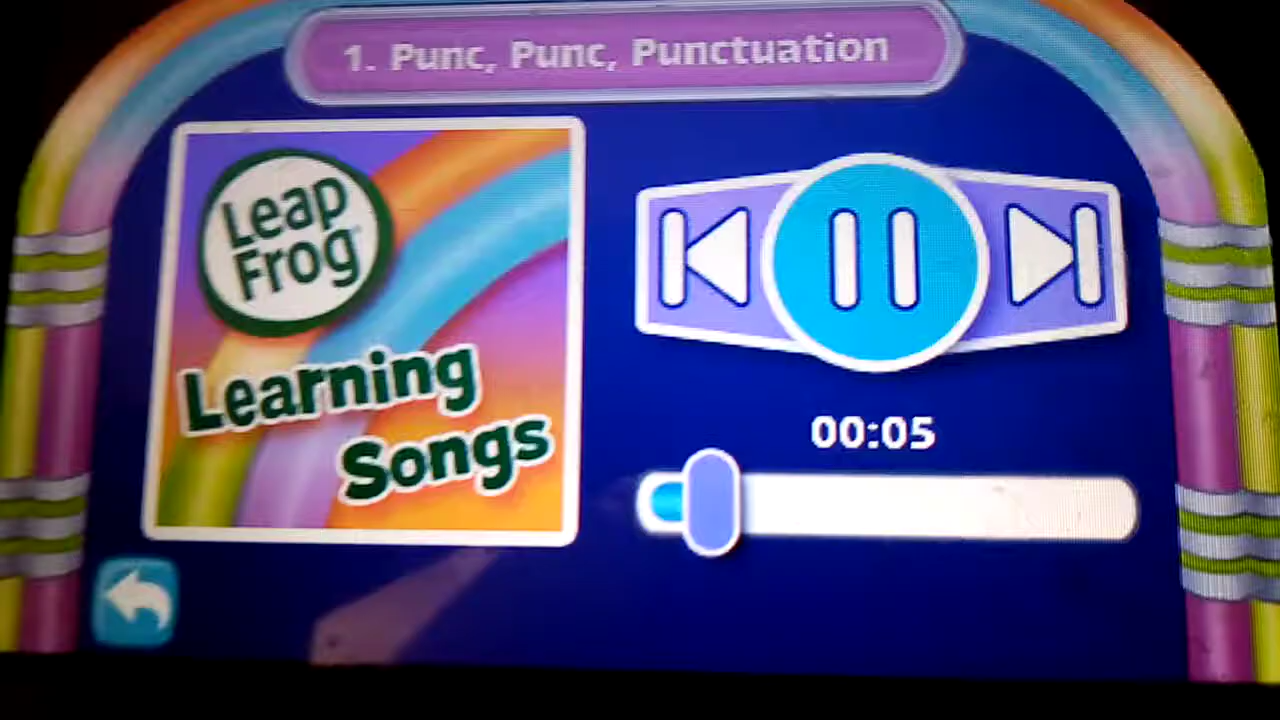 1. Punc, Punc, Punctuation
Leap
Frog
Learning
Songs
00:05